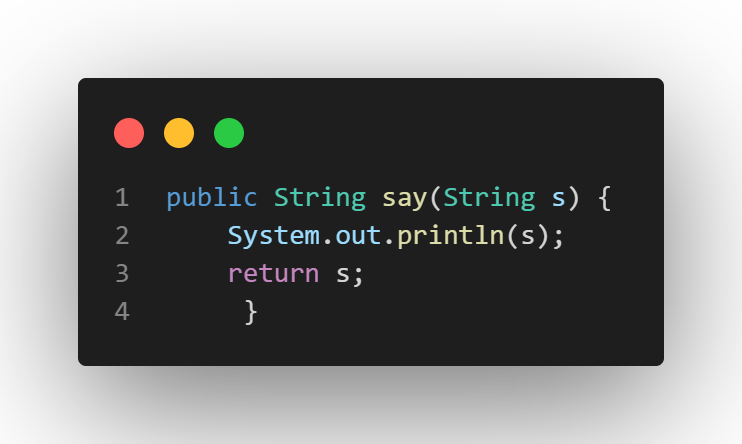 1 public String say(String s) {
2     System.out.println(s);
3     return s;
4      }